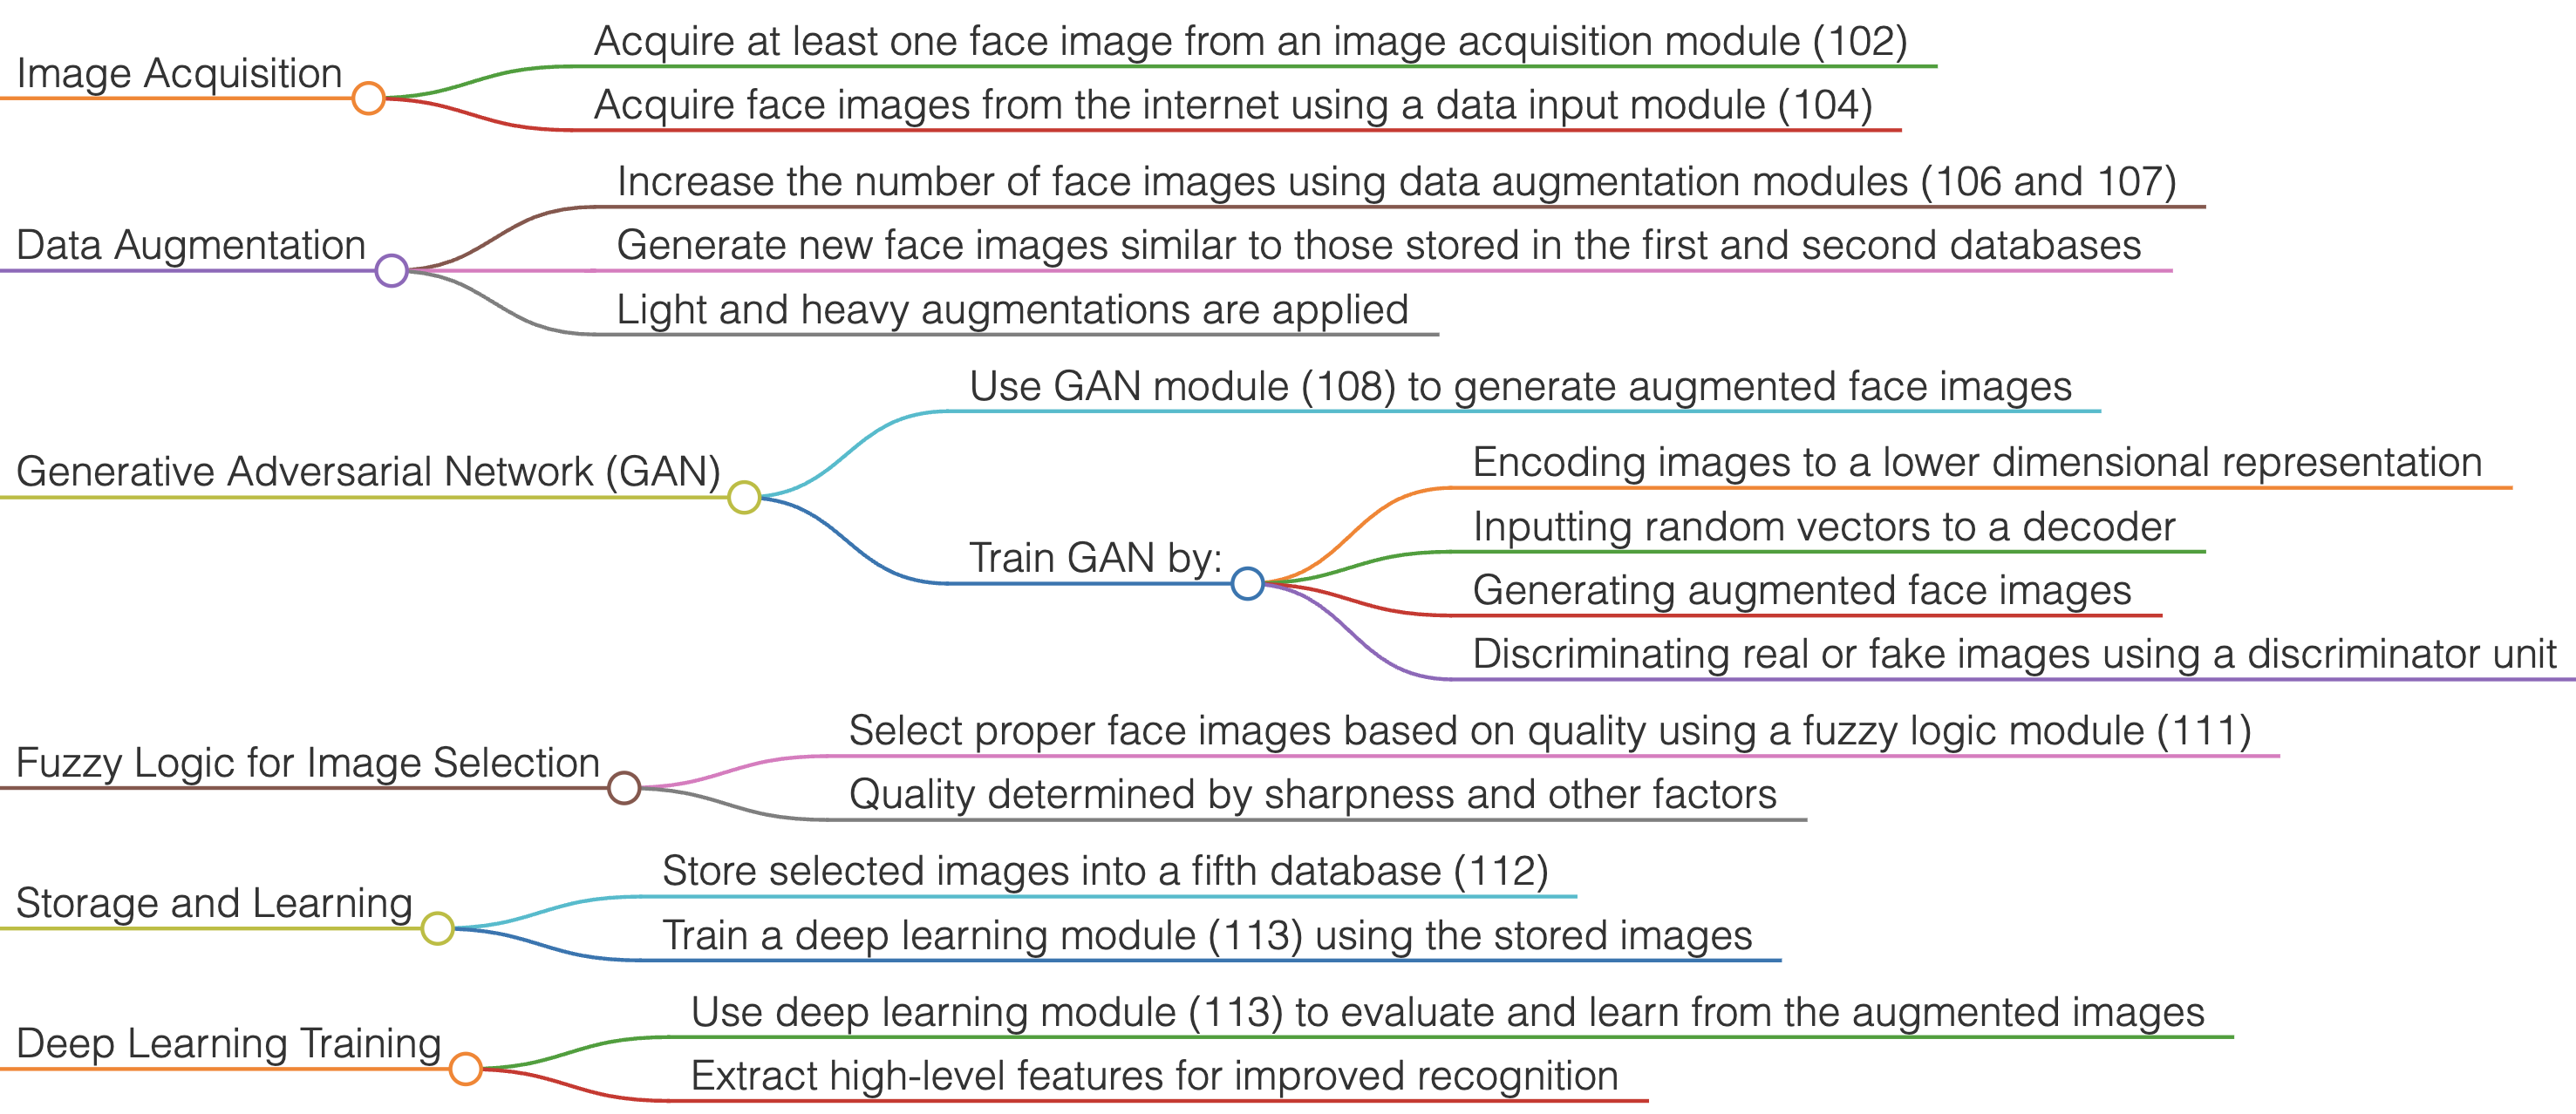 Image Acquisition
Acquire at least one face image from an image acquisition module (102)
Acquire face images from the internet using a data input module (104)
Data Augmentation
Increase the number of face images using data augmentation modules (106 and 107)
Generate new face images similar to those stored in the first and second databases
Light and heavy augmentations are applied
Generative Adversarial Network (GAN)
Use GAN module (108) to generate augmented face images
Train GAN by:
Encoding images to a lower dimensional representation
Inputting random vectors to a decoder
Generating augmented face images
Discriminating real or fake images using a discriminator unit
Fuzzy Logic for Image Selection
Select proper face images based on quality using a fuzzy logic module (111)
Quality determined by sharpness and other factors
Storage and Learning
Store selected images into a fifth database (112)
Train a deep learning module (113) using the stored images
Deep Learning Training
Use deep learning module (113) to evaluate and learn from the augmented images
Extract high-level features for improved recognition